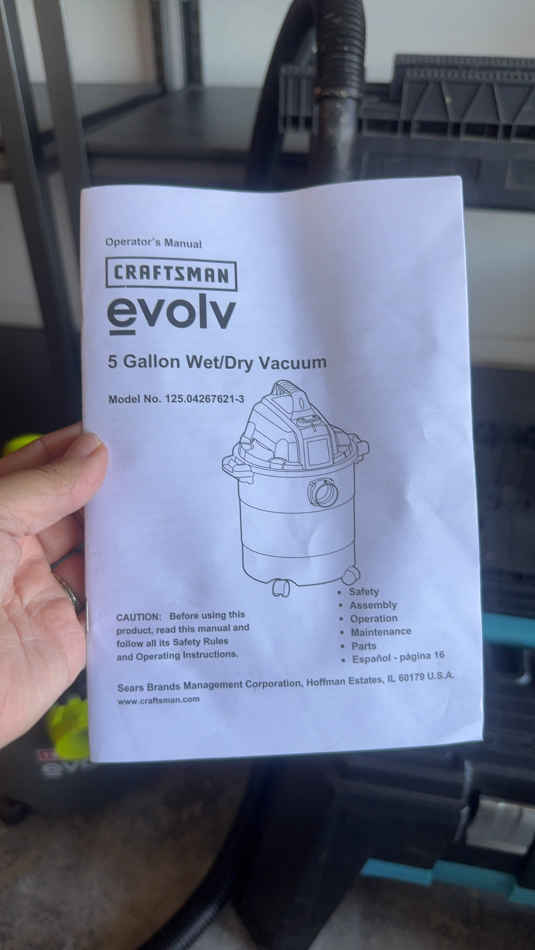 Operator's Manual
CRAFTSMAN
evolv
5 Gallon Wet/Dry Vacuum
Model No. 125.04267621-3
CAUTION: Before using this
product, read this manual and
follow all its Safety Rules
and Operating Instructions.
• Safety
• Assembly
• Operation
• Maintenance
• Parts
• Español - página 16
Sears Brands Management Corporation, Hoffman Estates, IL 60179 U.S.A.
www.craftsman.com